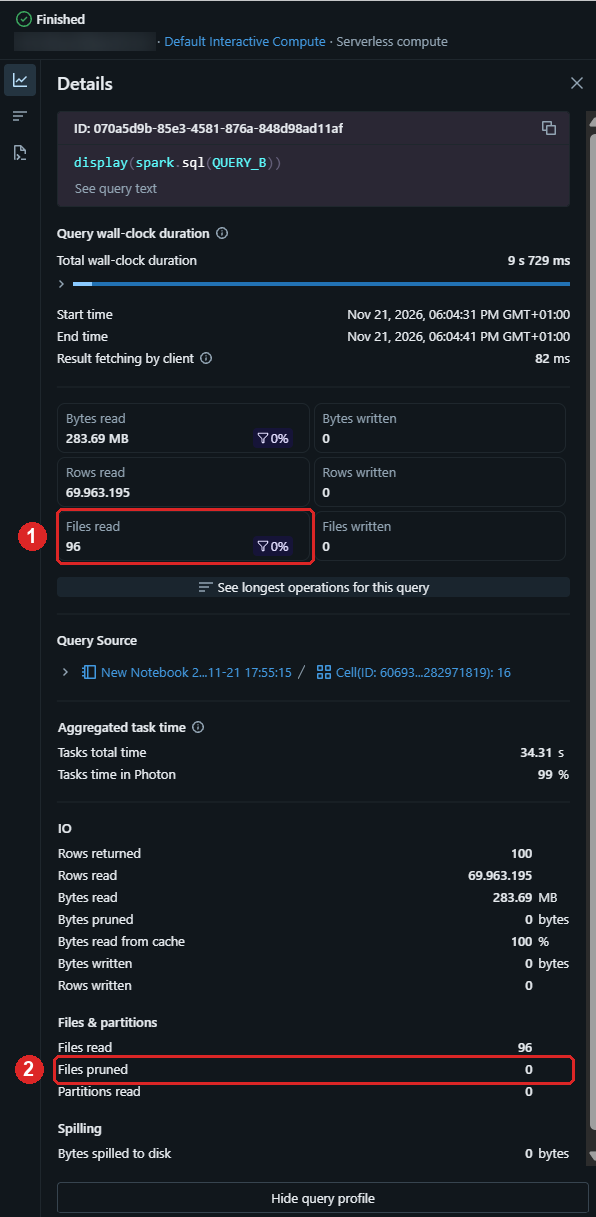 Finished
· Default Interactive Compute · Serverless compute
Details
ID: 070a5d9b-85e3-4581-876a-848d98ad11af
display(spark.sql(QUERY_B))
See query text
Query wall-clock duration
Total wall-clock duration 9 s 729 ms
Start time Nov 21, 2026, 06:04:31 PM GMT+01:00
End time Nov 21, 2026, 06:04:41 PM GMT+01:00
Result fetching by client 82 ms
Bytes read Bytes written
283.69 MB 0% 0
Rows read Rows written
69.963.195 0
1 Files read Files written
96 0% 0
See longest operations for this query
Query Source
New Notebook 2...11-21 17:55:15 / Cell(ID: 60693...282971819): 16
Aggregated task time
Tasks total time 34.31 s
Tasks time in Photon 99 %
IO
Rows returned 100
Rows read 69.963.195
Bytes read 283.69 MB
Bytes pruned 0 bytes
Bytes read from cache 100 %
Bytes written 0 bytes
Rows written 0
Files & partitions
Files read 96
2 Files pruned 0
Partitions read 0
Spilling
Bytes spilled to disk 0 bytes
Hide query profile